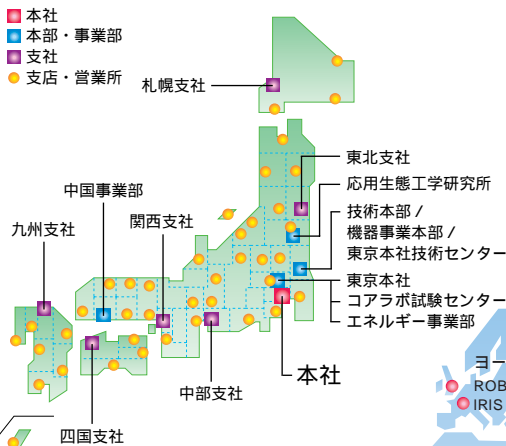 本社
本部・事業部
支社
支店・営業所
札幌支社
東北支社
応用生態工学研究所
技術本部 /
機器事業本部 /
東京本社技術センター
東京本社
コアラボ試験センター
エネルギー事業部
中国事業部
関西支社
九州支社
本社
中部支社
四国支社
ヨー
ROB
IRIS